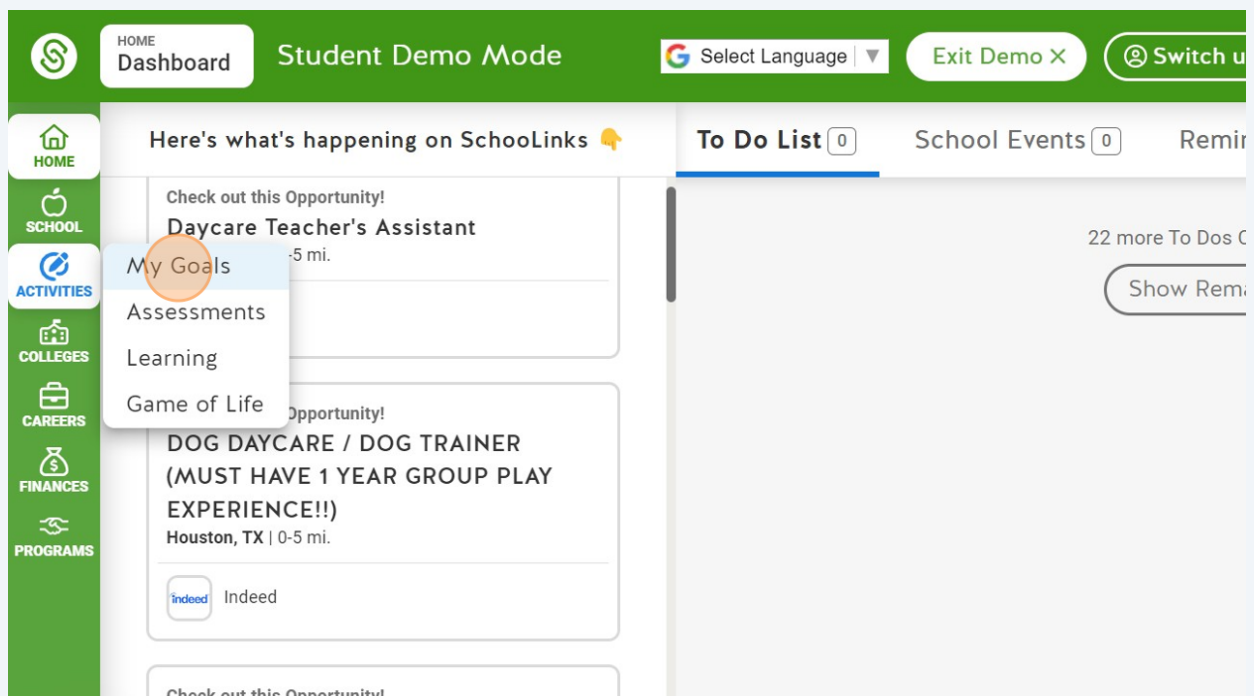 HOME
Dashboard
Student Demo Mode
Select Language ▼
Exit Demo X
Switch u
HOME
SCHOOL
ACTIVITIES
COLLEGES
CAREERS
FINANCES
PROGRAMS
My Goals
Assessments
Learning
Game of Life
Here's what's happening on SchooLinks 👇
Check out this Opportunity!
Daycare Teacher's Assistant
-5 mi.
Opportunity!
DOG DAYCARE / DOG TRAINER
(MUST HAVE 1 YEAR GROUP PLAY
EXPERIENCE!!)
Houston, TX | 0-5 mi.
indeed Indeed
Check out this Opportunity!
To Do List 0
School Events 0
Remin
22 more To Dos
Show Rema